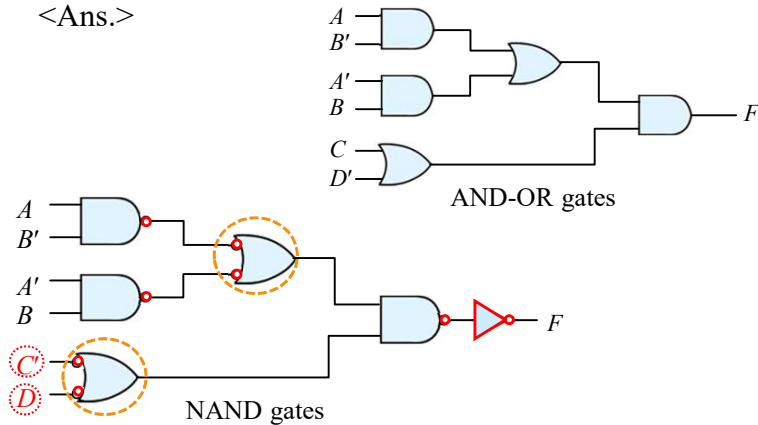 <Ans.>
A
B′
A′
B
C
D′
F
AND-OR gates
A
B′
A′
B
C′
D
F
NAND gates